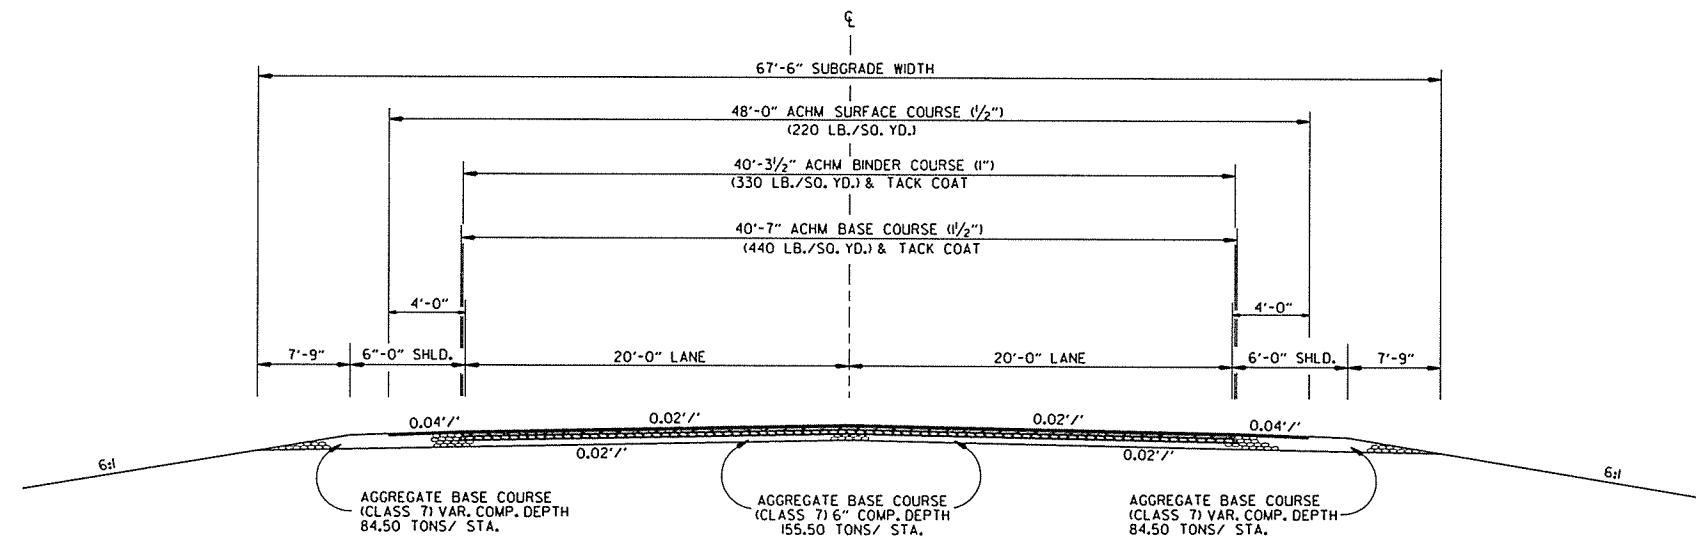 ℄
67'-6" SUBGRADE WIDTH
48'-0" ACHM SURFACE COURSE (1/2")
(220 LB./SQ. YD.)
40'-3 1/2" ACHM BINDER COURSE (1")
(330 LB./SQ. YD.) & TACK COAT
40'-7" ACHM BASE COURSE (1 1/2")
(440 LB./SQ. YD.) & TACK COAT
4'-0"
4'-0"
7'-9"
6"-0" SHLD.
20'-0" LANE
20'-0" LANE
6'-0" SHLD.
7'-9"
0.04'/'
0.02'/'
0.02'/'
0.04'/'
0.02'/'
0.02'/'
6:1
6:1
AGGREGATE BASE COURSE
(CLASS 7) VAR. COMP. DEPTH
84.50 TONS/ STA.
AGGREGATE BASE COURSE
(CLASS 7) 6" COMP. DEPTH
155.50 TONS/ STA.
AGGREGATE BASE COURSE
(CLASS 7) VAR. COMP. DEPTH
84.50 TONS/ STA.